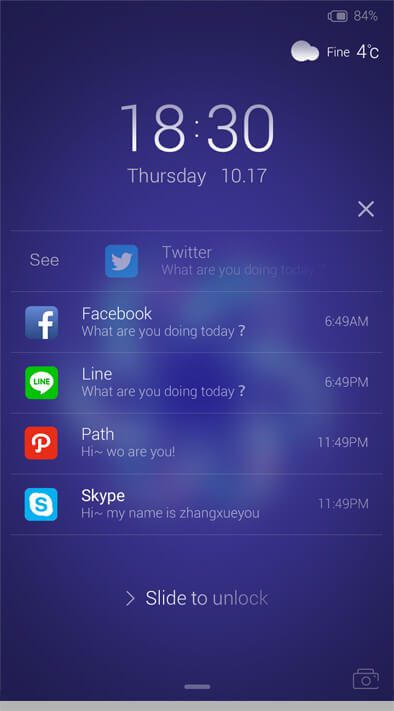 84%
Fine 4℃
18:30
Thursday 10.17
See
Twitter
What are you doing today ?
Facebook
What are you doing today ?
6:49AM
LINE
Line
What are you doing today ?
6:49PM
Path
Hi~ wo are you!
11:49PM
Skype
Hi~ my name is zhangxueyou
11:49PM
Slide to unlock